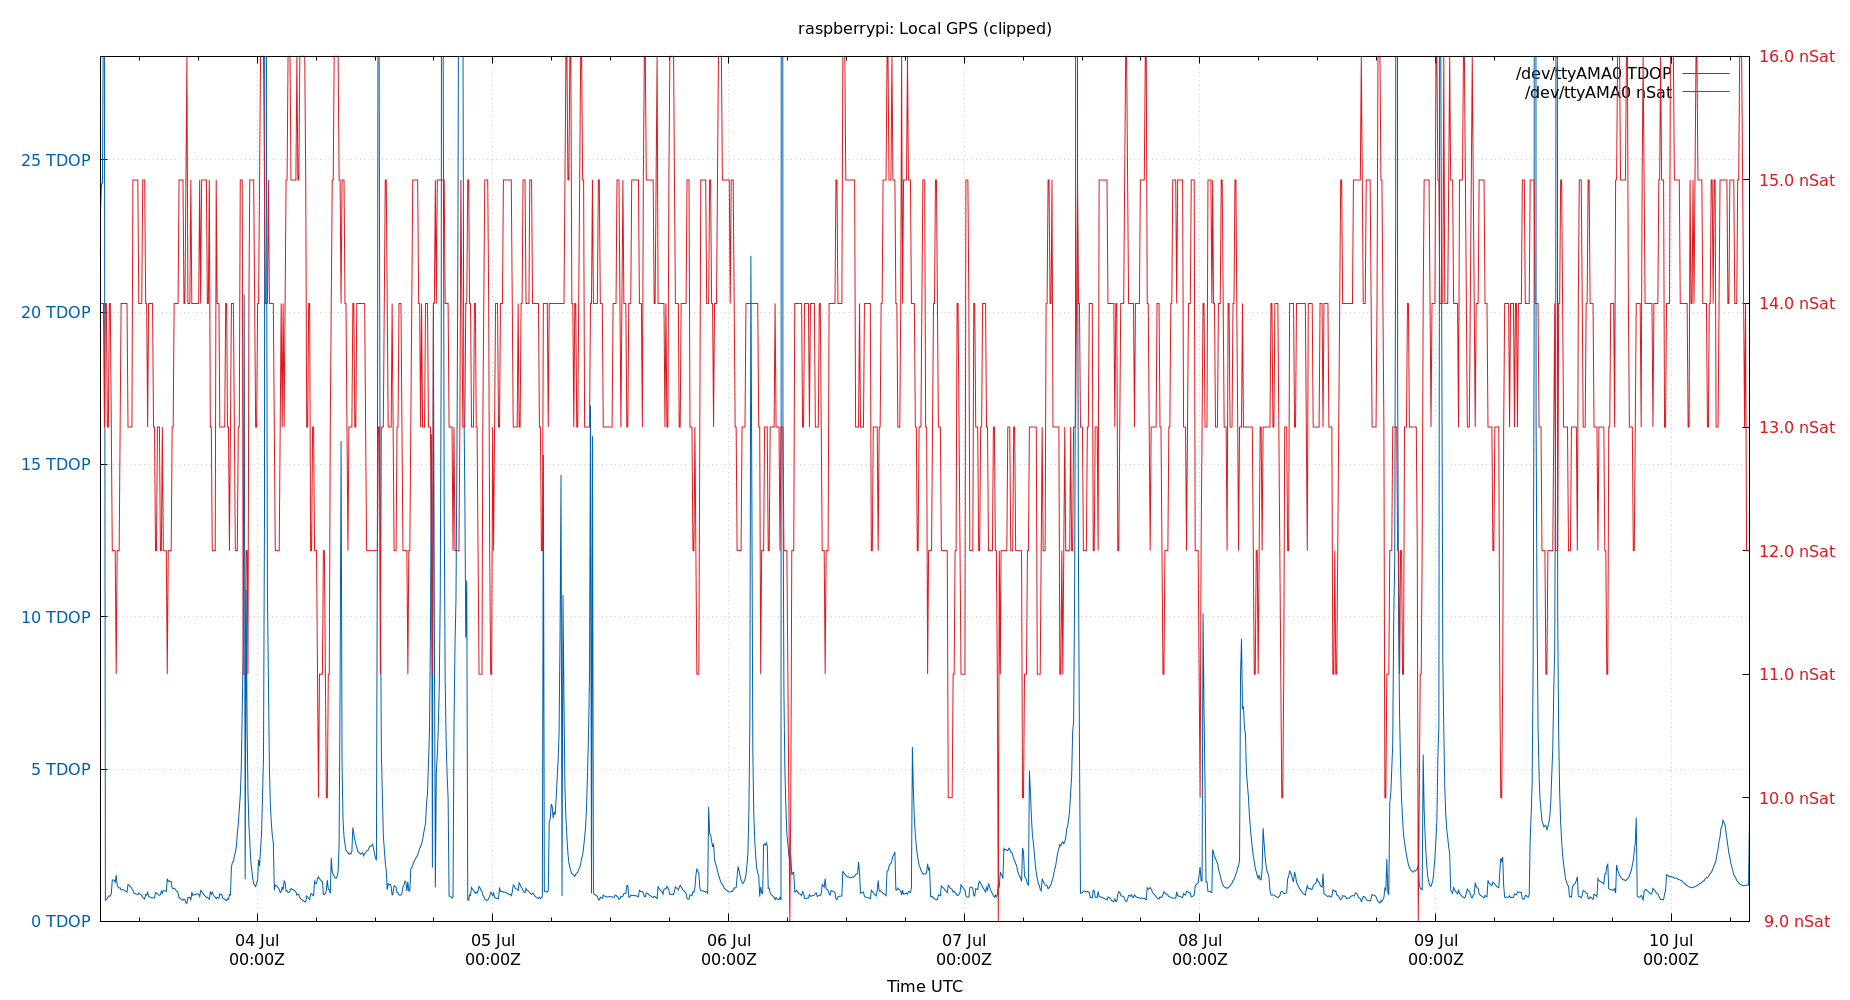 raspberrypi: Local GPS (clipped)
/dev/ttyAMA0 TDOP
/dev/ttyAMA0 nSat
25 TDOP
20 TDOP
15 TDOP
10 TDOP
5 TDOP
0 TDOP
16.0 nSat
15.0 nSat
14.0 nSat
13.0 nSat
12.0 nSat
11.0 nSat
10.0 nSat
9.0 nSat
04 Jul
00:00Z
05 Jul
00:00Z
06 Jul
00:00Z
07 Jul
00:00Z
08 Jul
00:00Z
09 Jul
00:00Z
10 Jul
00:00Z
Time UTC